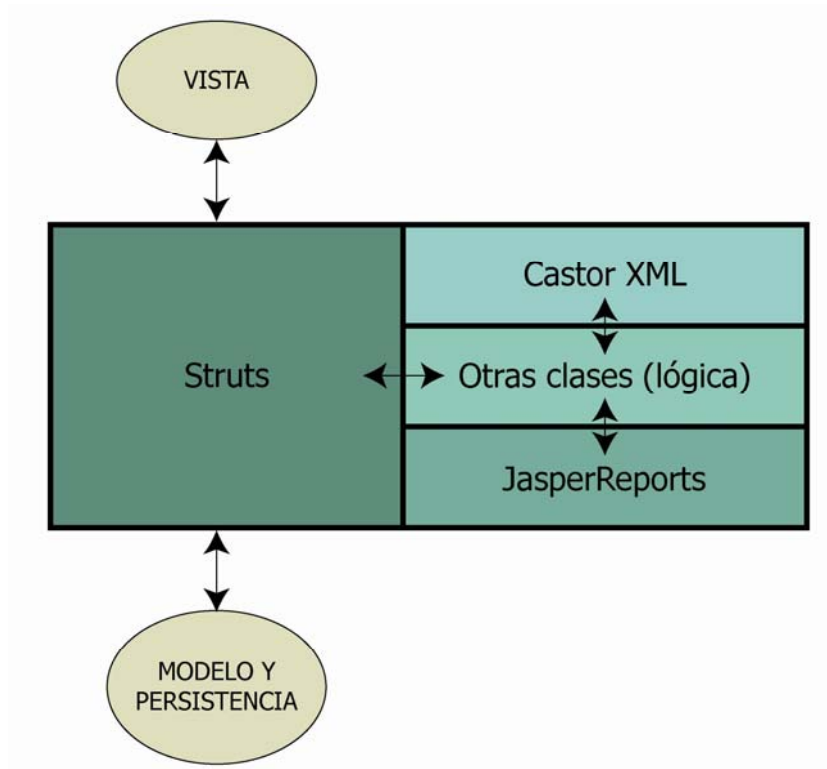 VISTA
Castor XML
Struts
Otras clases (lógica)
JasperReports
MODELO Y
PERSISTENCIA